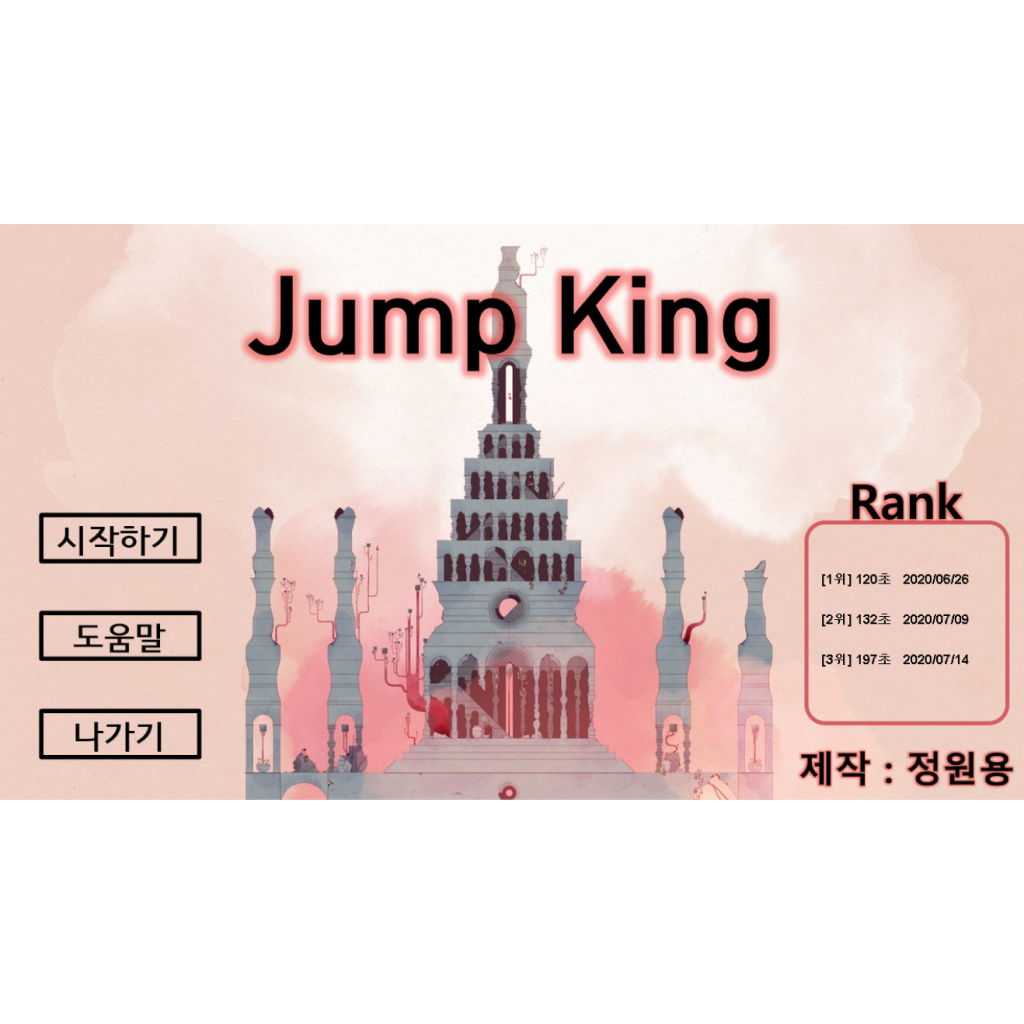 Jump King
시작하기
도움말
나가기
Rank
[1위] 120초 2020/06/26
[2위] 132초 2020/07/09
[3위] 197초 2020/07/14
제작 : 정원용